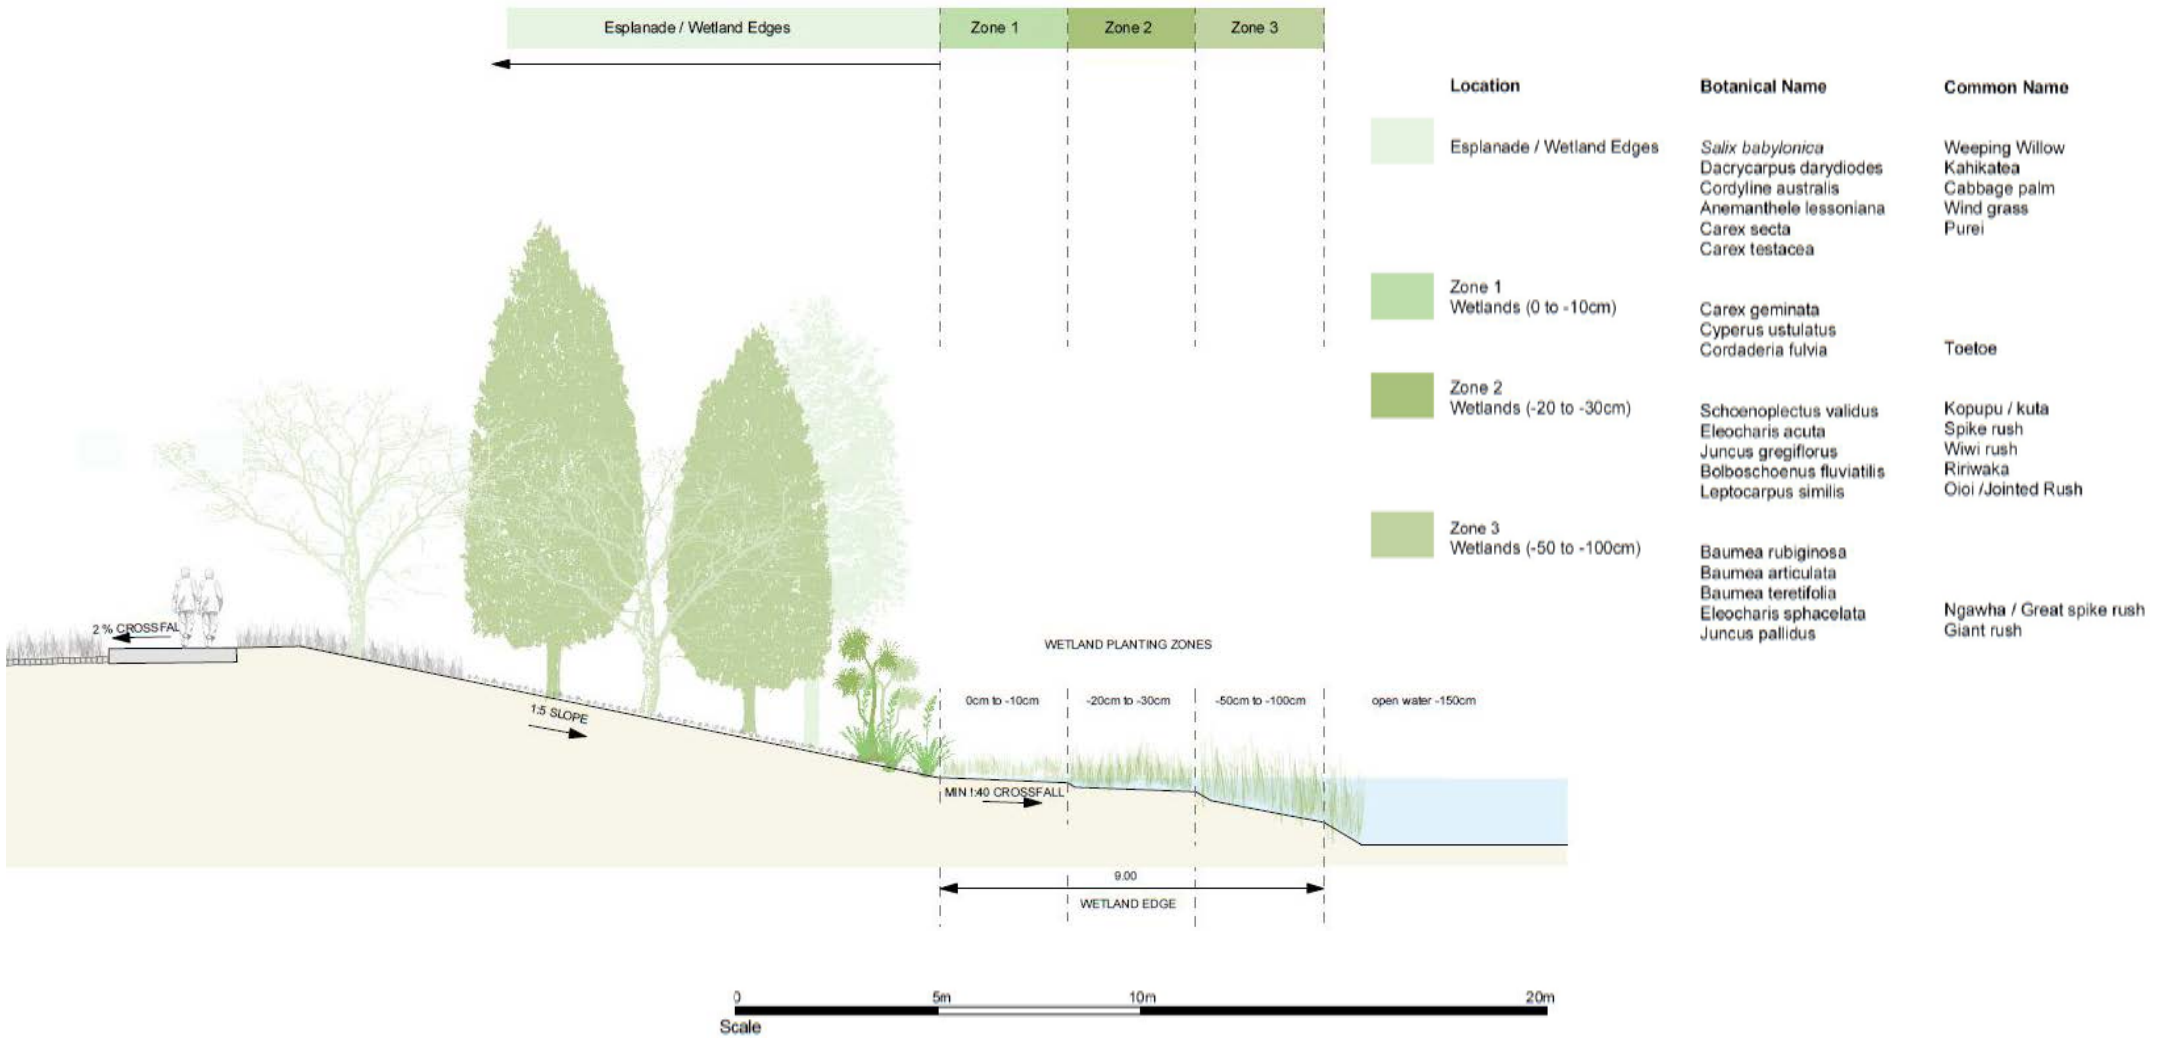 Esplanade / Wetland Edges Zone 1 Zone 2 Zone 3
Location Botanical Name Common Name
Esplanade / Wetland Edges Salix babylonica Weeping Willow
Dacrycarpus darydiodes Kahikatea
Cordyline australis Cabbage palm
Anemanthele lessoniana Wind grass
Carex secta Purei
Carex testacea
Zone 1
Wetlands (0 to -10cm) Carex geminata
Cyperus ustulatus
Cordaderia fulvia Toetoe
Zone 2
Wetlands (-20 to -30cm) Schoenoplectus validus Kopupu / kuta
Eleocharis acuta Spike rush
Juncus gregiflorus Wiwi rush
Bolboschoenus fluviatilis Ririwaka
Leptocarpus similis Oioi /Jointed Rush
Zone 3
Wetlands (-50 to -100cm) Baumea rubiginosa
Baumea articulata
Baumea teretifolia
Eleocharis sphacelata Ngawha / Great spike rush
Juncus pallidus Giant rush
2 % CROSSFAL
WETLAND PLANTING ZONES
0cm to -10cm -20cm to -30cm -50cm to -100cm open water -150cm
1:5 SLOPE
MIN !:40 CROSSFALL
9.00
WETLAND EDGE
0 5m 10m 20m
Scale